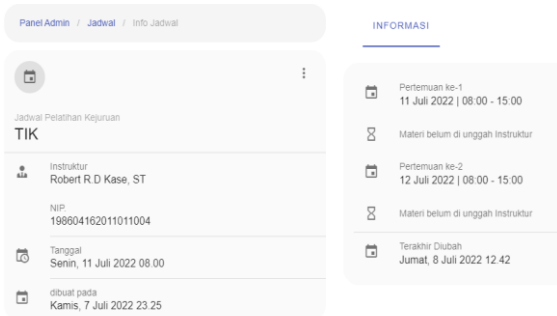 Panel Admin / Jadwal / Info Jadwal
Jadwal Pelatihan Kejuruan
TIK
Instruktur
Robert R.D Kase, ST
NIP.
198604162011011004
Tanggal
Senin, 11 Juli 2022 08.00
dibuat pada
Kamis, 7 Juli 2022 23.25
INFORMASI
Pertemuan ke-1
11 Juli 2022 | 08:00 - 15:00
Materi belum di unggah Instruktur
Pertemuan ke-2
12 Juli 2022 | 08:00 - 15:00
Materi belum di unggah Instruktur
Terakhir Diubah
Jumat, 8 Juli 2022 12.42